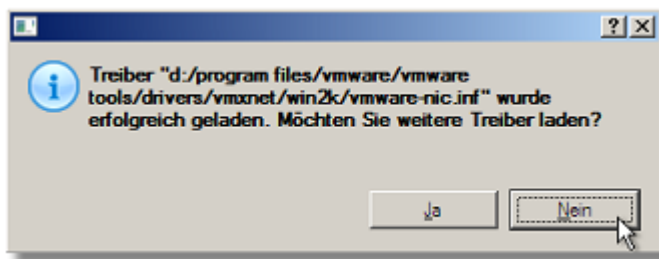 Treiber "d:/program files/vmware/vmware
tools/drivers/vmxnet/win2k/vmware-nic.inf" wurde
erfolgreich geladen. Möchten Sie weitere Treiber laden?
Ja
Nein